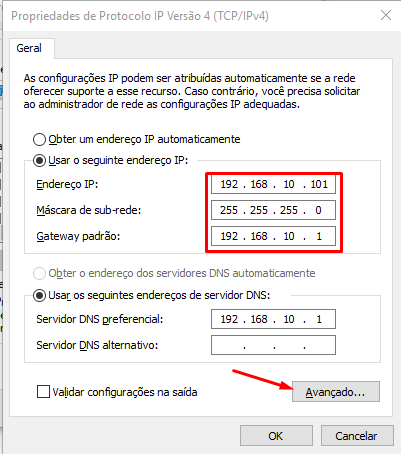 Propriedades de Protocolo IP Versão 4 (TCP/IPv4)
Geral
As configurações IP podem ser atribuídas automaticamente se a rede
oferecer suporte a esse recurso. Caso contrário, você precisa solicitar
ao administrador de rede as configurações IP adequadas.
Obter um endereço IP automaticamente
Usar o seguinte endereço IP:
Endereço IP: 192 . 168 . 10 . 101
Máscara de sub-rede: 255 . 255 . 255 . 0
Gateway padrão: 192 . 168 . 10 . 1
Obter o endereço dos servidores DNS automaticamente
Usar os seguintes endereços de servidor DNS:
Servidor DNS preferencial: 192 . 168 . 10 . 1
Servidor DNS alternativo: . . .
Validar configurações na saída
Avançado...
OK
Cancelar